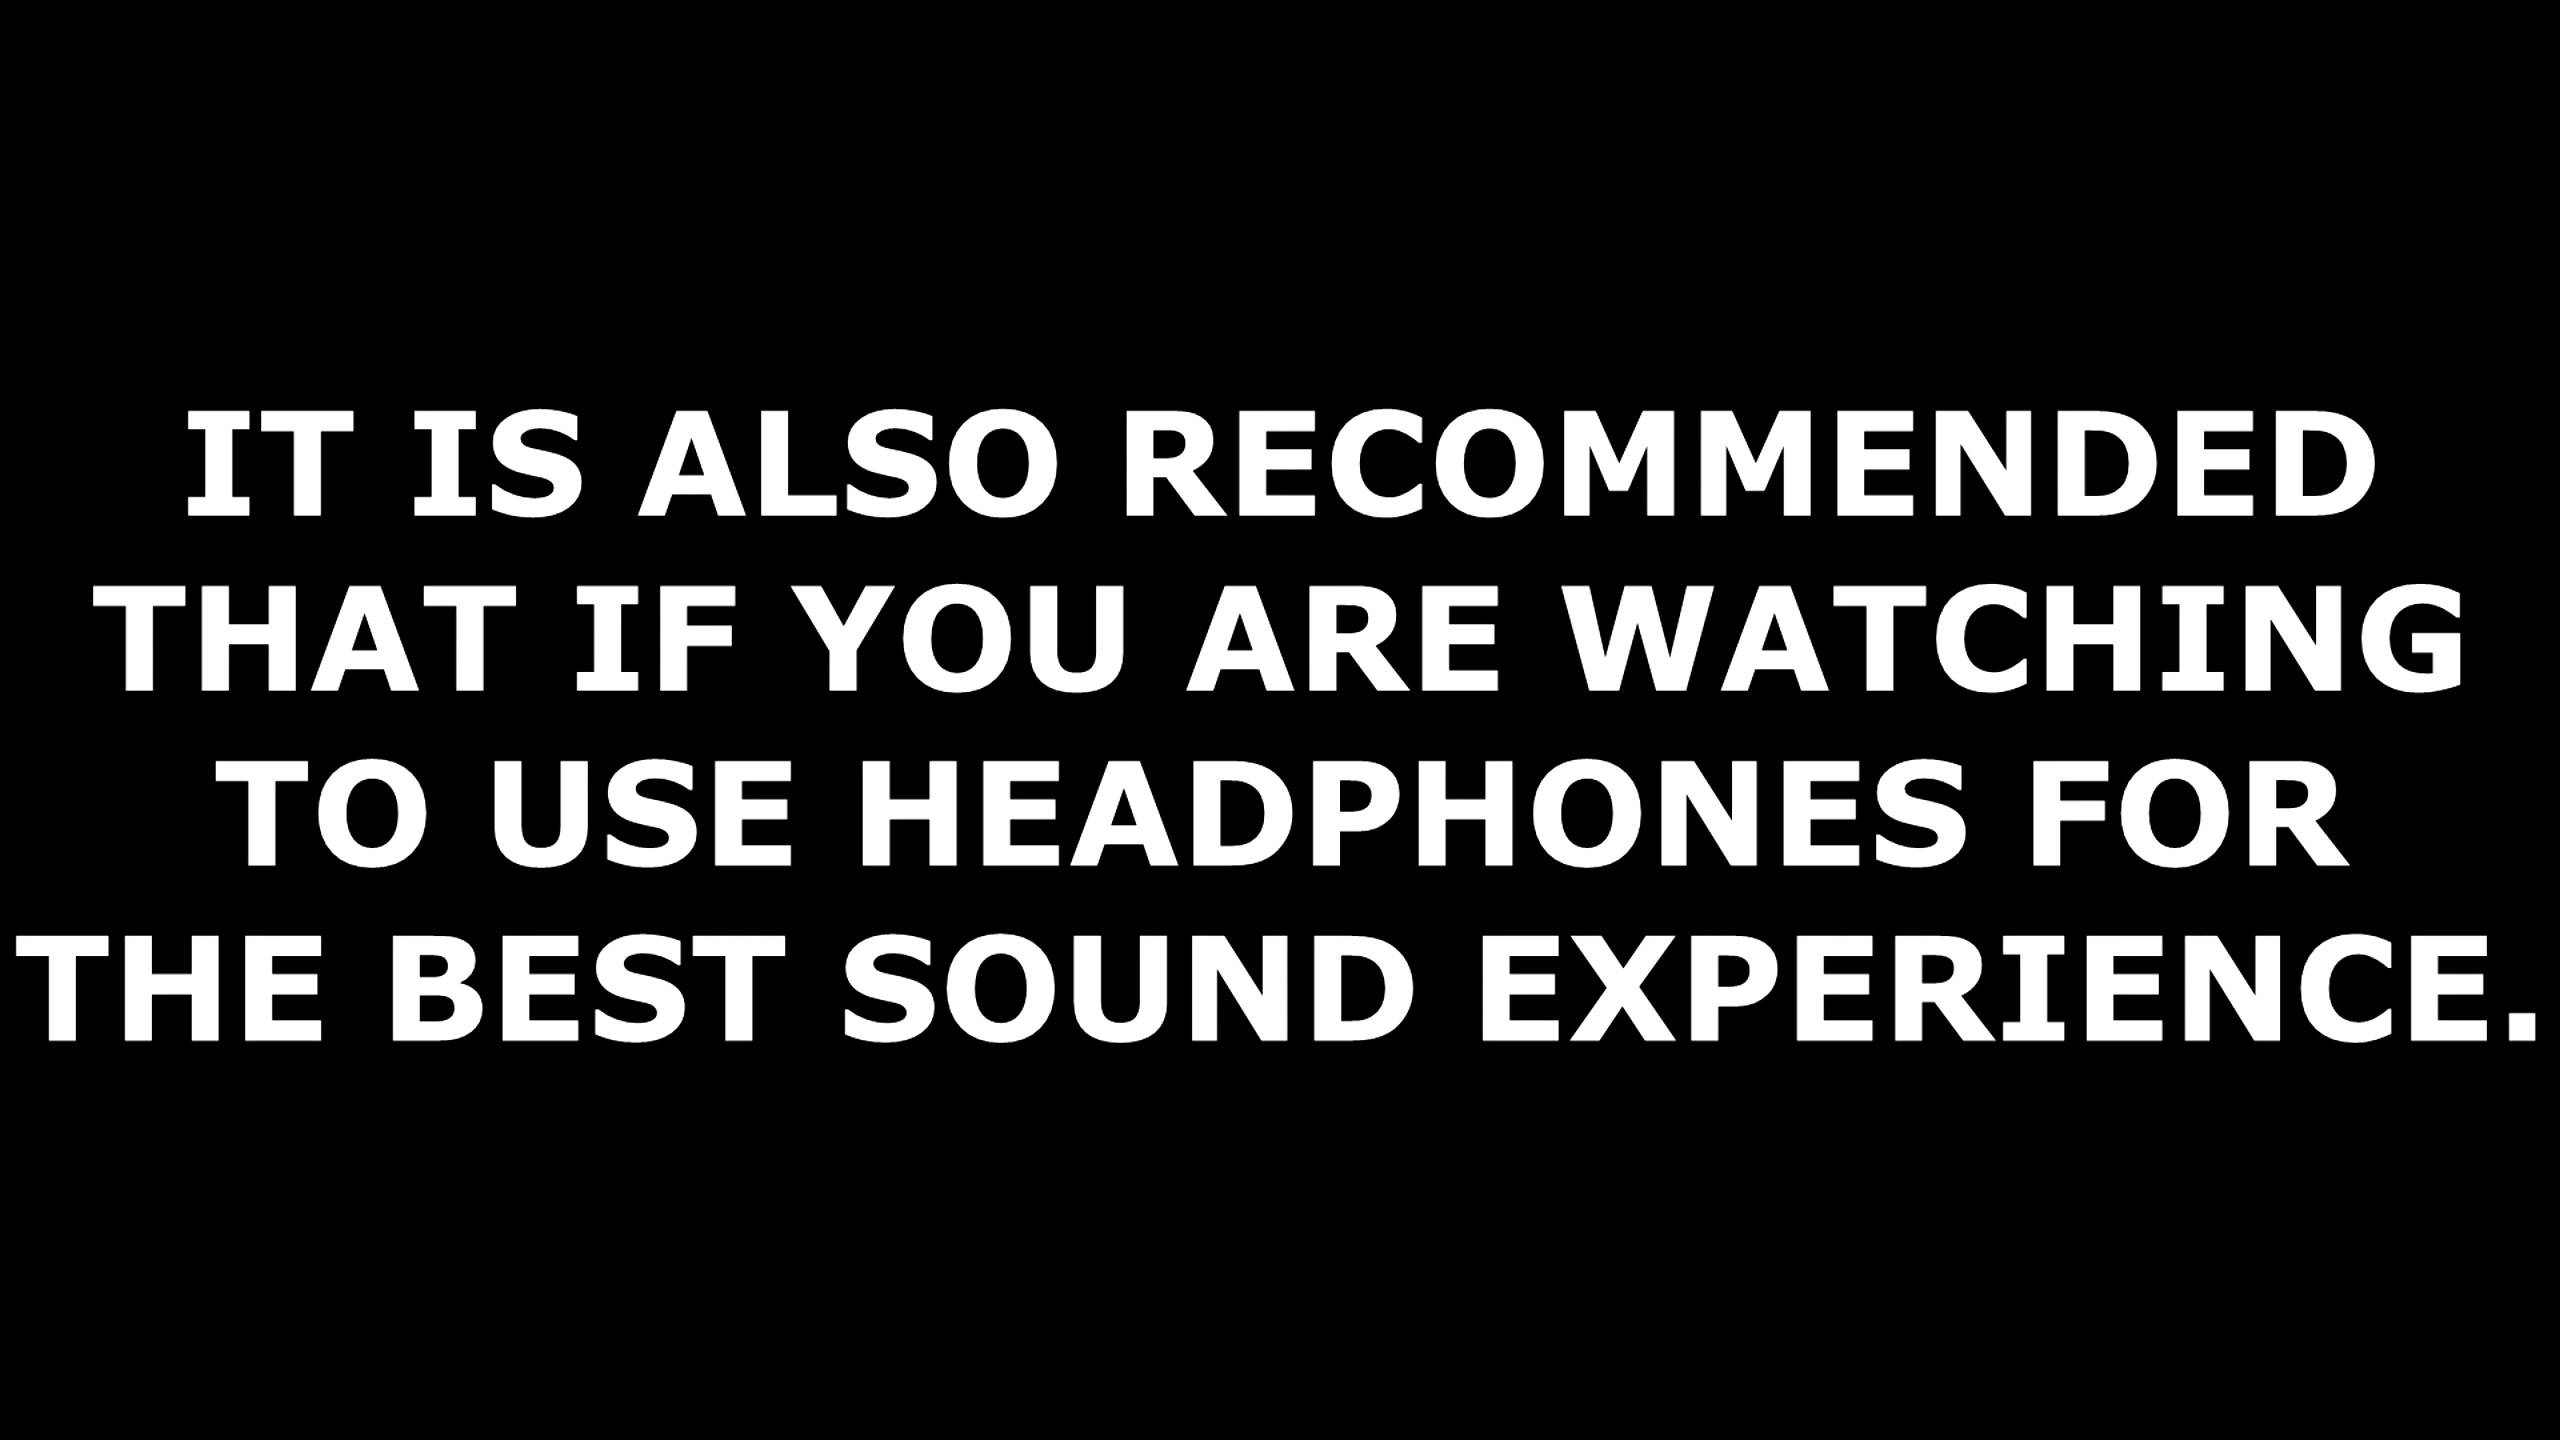 IT IS ALSO RECOMMENDED
THAT IF YOU ARE WATCHING
TO USE HEADPHONES FOR
THE BEST SOUND EXPERIENCE.